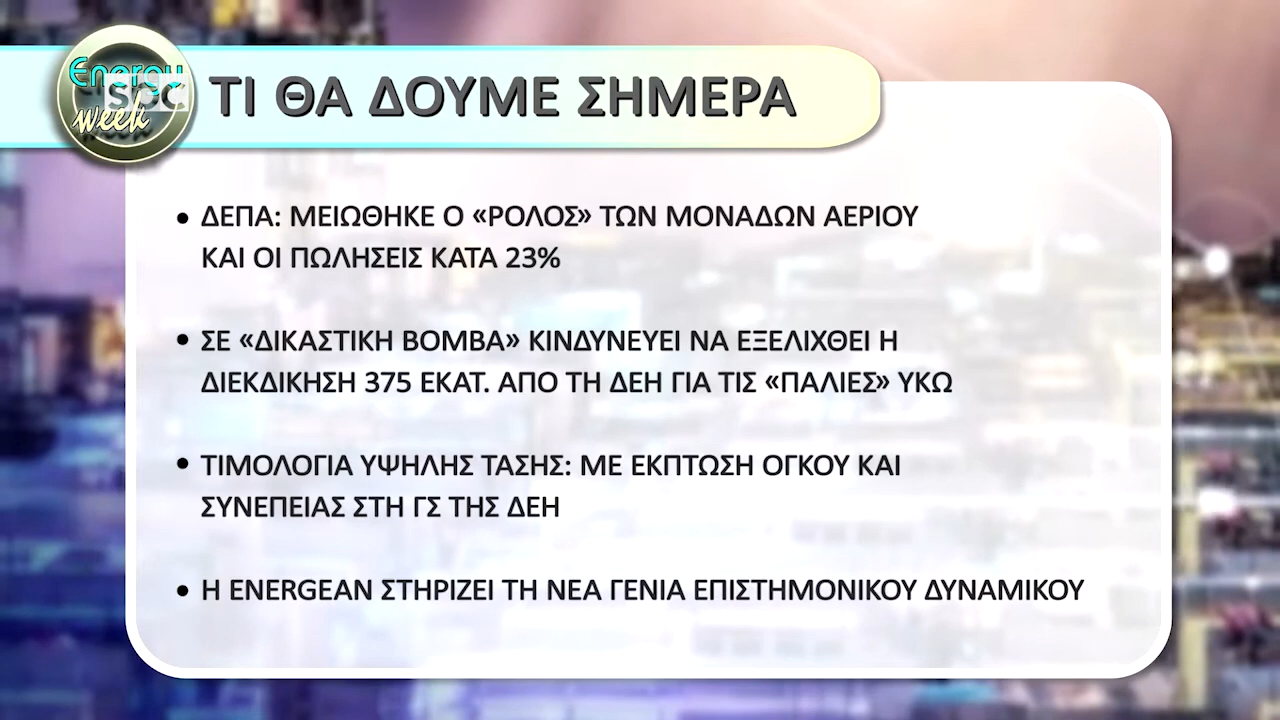 Energy
sbc
week
ΤΙ ΘΑ ΔΟΥΜΕ ΣΗΜΕΡΑ
• ΔΕΠΑ: ΜΕΙΩΘΗΚΕ Ο «ΡΟΛΟΣ» ΤΩΝ ΜΟΝΑΔΩΝ ΑΕΡΙΟΥ
ΚΑΙ ΟΙ ΠΩΛΗΣΕΙΣ ΚΑΤΑ 23%
• ΣΕ «ΔΙΚΑΣΤΙΚΗ ΒΟΜΒΑ» ΚΙΝΔΥΝΕΥΕΙ ΝΑ ΕΞΕΛΙΧΘΕΙ Η
ΔΙΕΚΔΙΚΗΣΗ 375 ΕΚΑΤ. ΑΠΟ ΤΗ ΔΕΗ ΓΙΑ ΤΙΣ «ΠΑΛΙΕΣ» ΥΚΩ
• ΤΙΜΟΛΟΓΙΑ ΥΨΗΛΗΣ ΤΑΣΗΣ: ΜΕ ΕΚΠΤΩΣΗ ΟΓΚΟΥ ΚΑΙ
ΣΥΝΕΠΕΙΑΣ ΣΤΗ ΓΣ ΤΗΣ ΔΕΗ
• Η ENERGEAN ΣΤΗΡΙΖΕΙ ΤΗ ΝΕΑ ΓΕΝΙΑ ΕΠΙΣΤΗΜΟΝΙΚΟΥ ΔΥΝΑΜΙΚΟΥ